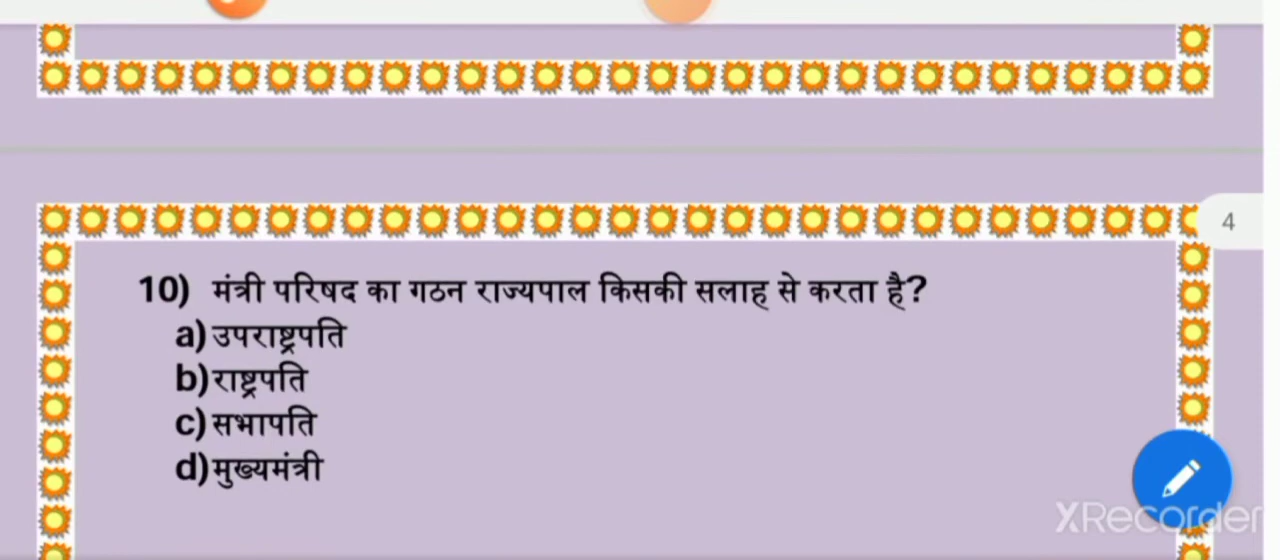 4
10) मंत्री परिषद का गठन राज्यपाल किसकी सलाह से करता है?
a) उपराष्ट्रपति
b) राष्ट्रपति
c) सभापति
d) मुख्यमंत्री
XRecorder